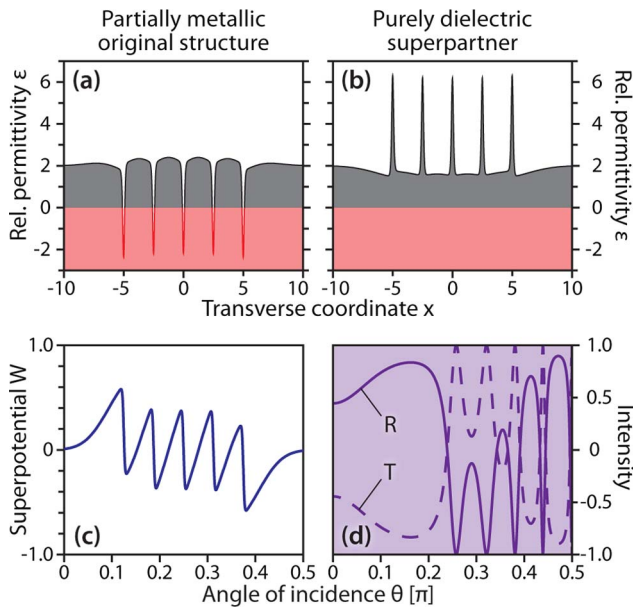 Partially metallic
original structure
Purely dielectric
superpartner
(a)
(b)
Rel. permittivity ε
6
4
2
0
-2
6
4
2
0
-2
Rel. permittivity ε
-10 -5 0 5 10
-10 -5 0 5 10
Transverse coordinate x
Superpotential W
1.0
0
-1.0
(c)
R
T
(d)
1.0
0.5
0
-0.5
-1.0
Intensity
0 0.1 0.2 0.3 0.4 0.5
0 0.1 0.2 0.3 0.4 0.5
Angle of incidence θ [π]